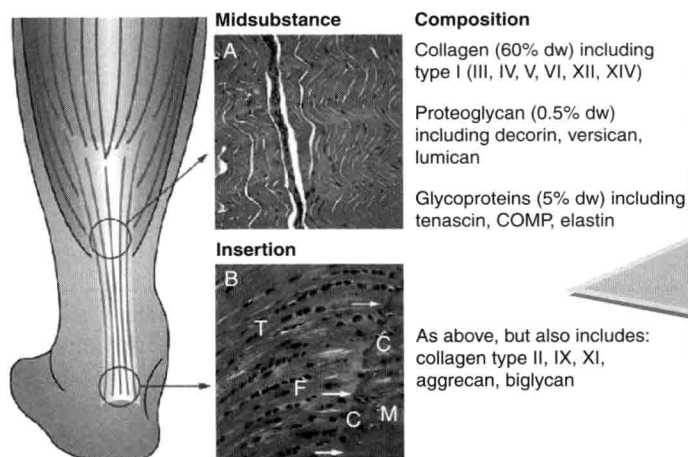 Midsubstance
A
Composition
Collagen (60% dw) including
type I (III, IV, V, VI, XII, XIV)
Proteoglycan (0.5% dw)
including decorin, versican,
lumican
Glycoproteins (5% dw) including
tenascin, COMP, elastin
Insertion
B
T
C
F
C
M
As above, but also includes:
collagen type II, IX, XI,
aggrecan, biglycan